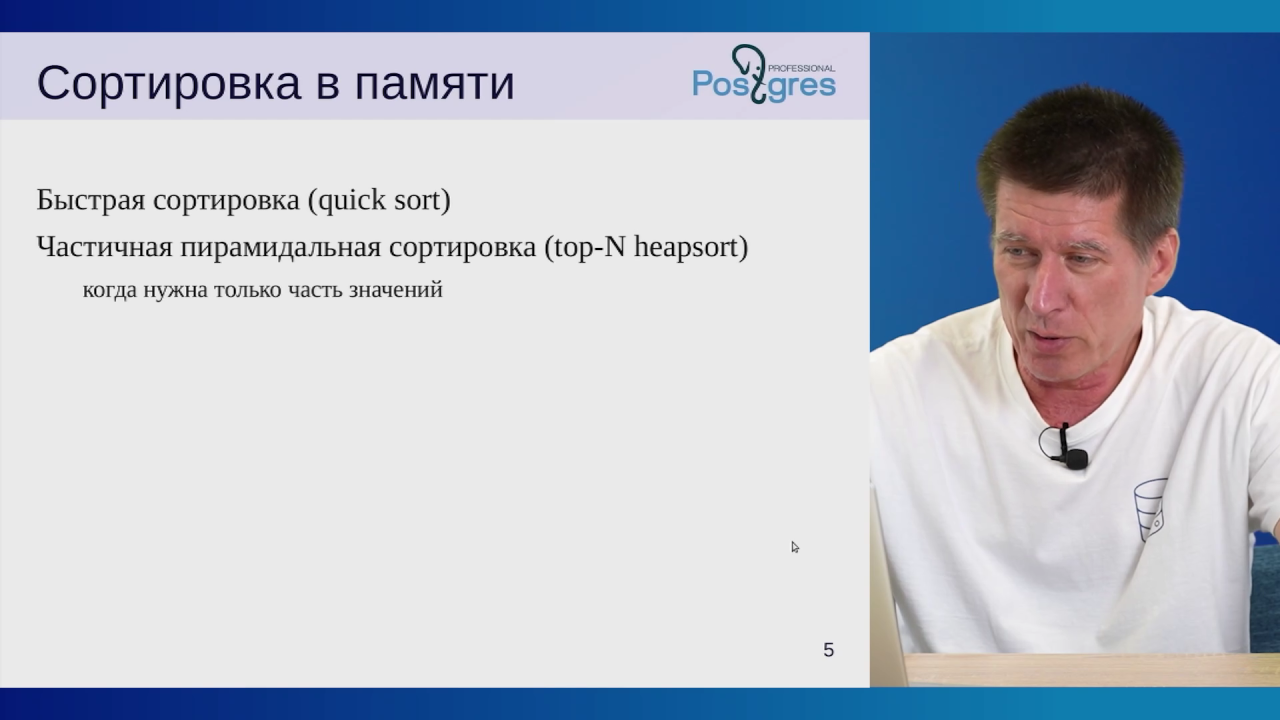 Сортировка в памяти
PROFESSIONAL
Postgres
Быстрая сортировка (quick sort)
Частичная пирамидальная сортировка (top-N heapsort)
когда нужна только часть значений
5